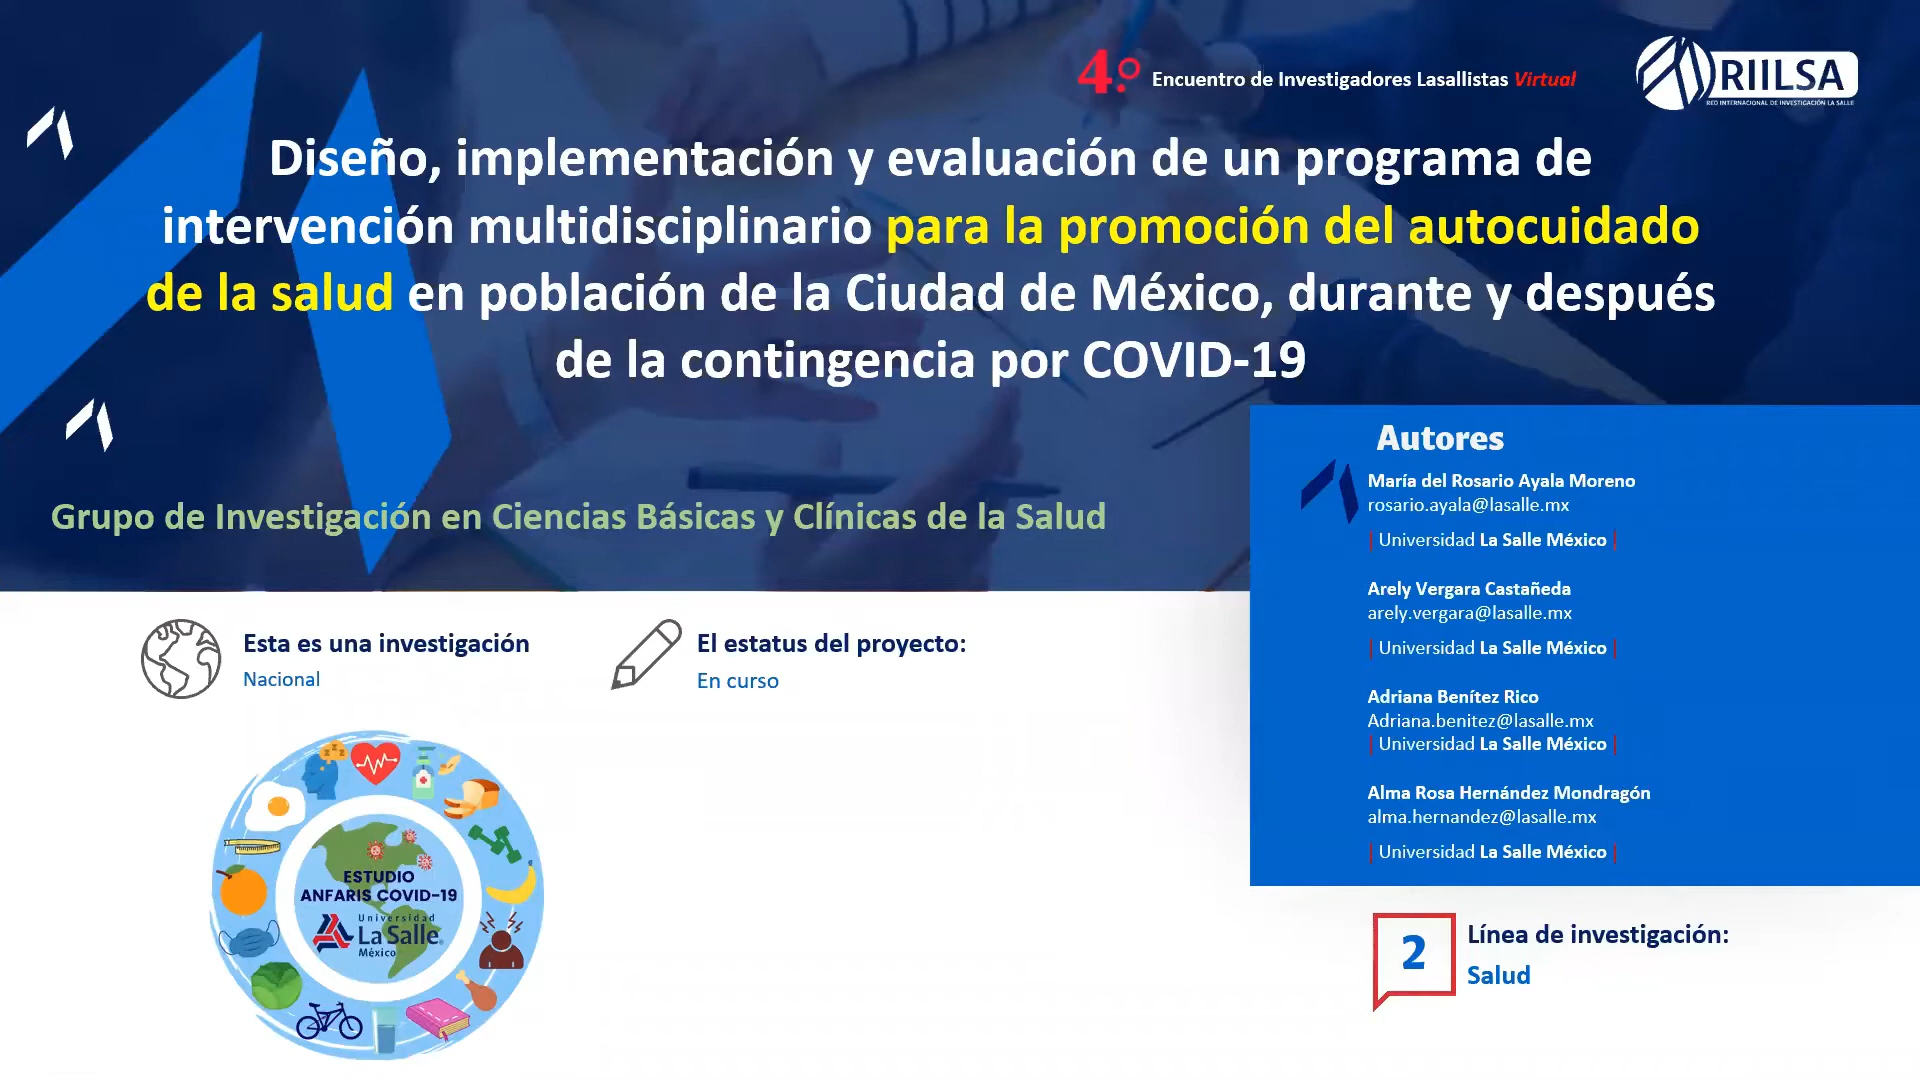 4.° Encuentro de Investigadores Lasallistas Virtual
RIILSA
RED INTERNACIONAL DE INVESTIGACIÓN LA SALLE
Diseño, implementación y evaluación de un programa de
intervención multidisciplinario para la promoción del autocuidado
de la salud en población de la Ciudad de México, durante y después
de la contingencia por COVID-19
Grupo de Investigación en Ciencias Básicas y Clínicas de la Salud
Autores
María del Rosario Ayala Moreno
rosario.ayala@lasalle.mx
| Universidad La Salle México |
Arely Vergara Castañeda
arely.vergara@lasalle.mx
| Universidad La Salle México |
Adriana Benítez Rico
Adriana.benitez@lasalle.mx
| Universidad La Salle México |
Alma Rosa Hernández Mondragón
alma.hernandez@lasalle.mx
| Universidad La Salle México |
Esta es una investigación
Nacional
El estatus del proyecto:
En curso
ESTUDIO
ANFARIS COVID-19
Universidad
La Salle
México
2
Línea de investigación:
Salud